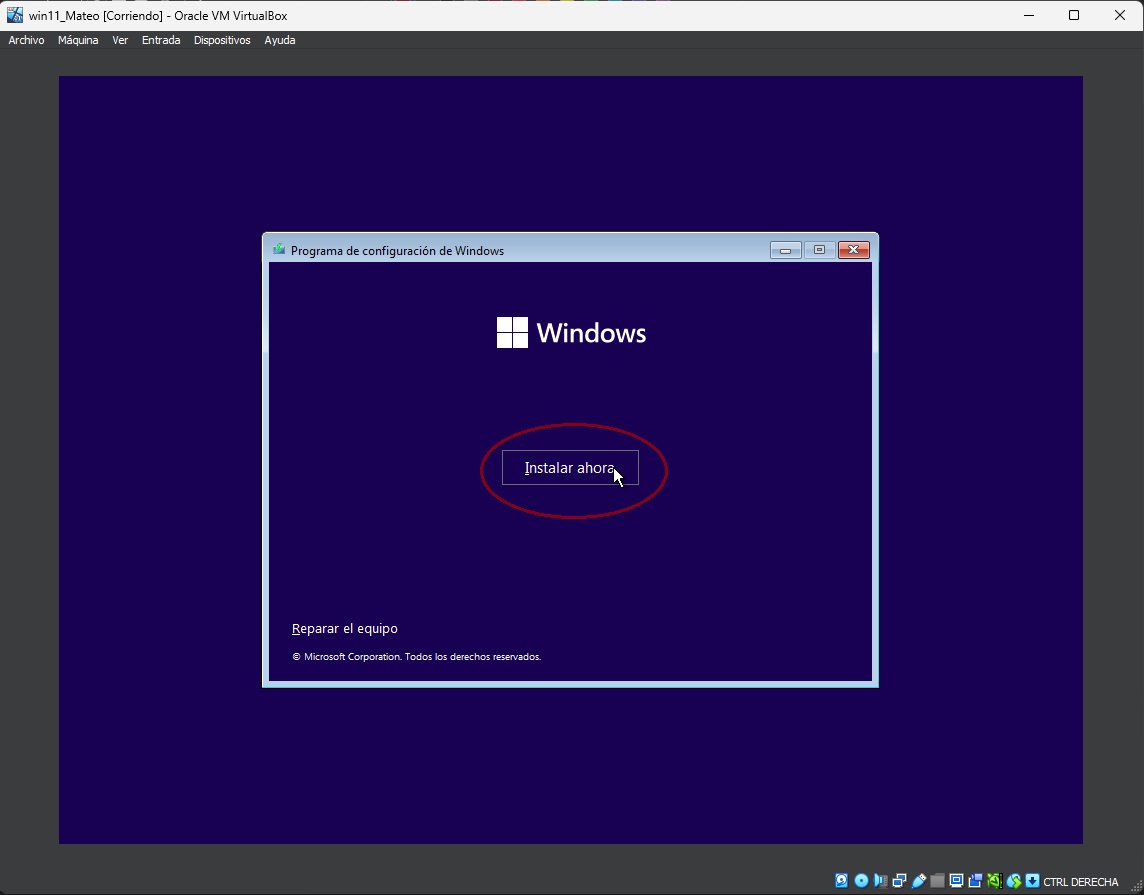 win11_Mateo [Corriendo] - Oracle VM VirtualBox
Archivo Máquina Ver Entrada Dispositivos Ayuda
Programa de configuración de Windows
Windows
Instalar ahora
Reparar el equipo
© Microsoft Corporation. Todos los derechos reservados.
CTRL DERECHA